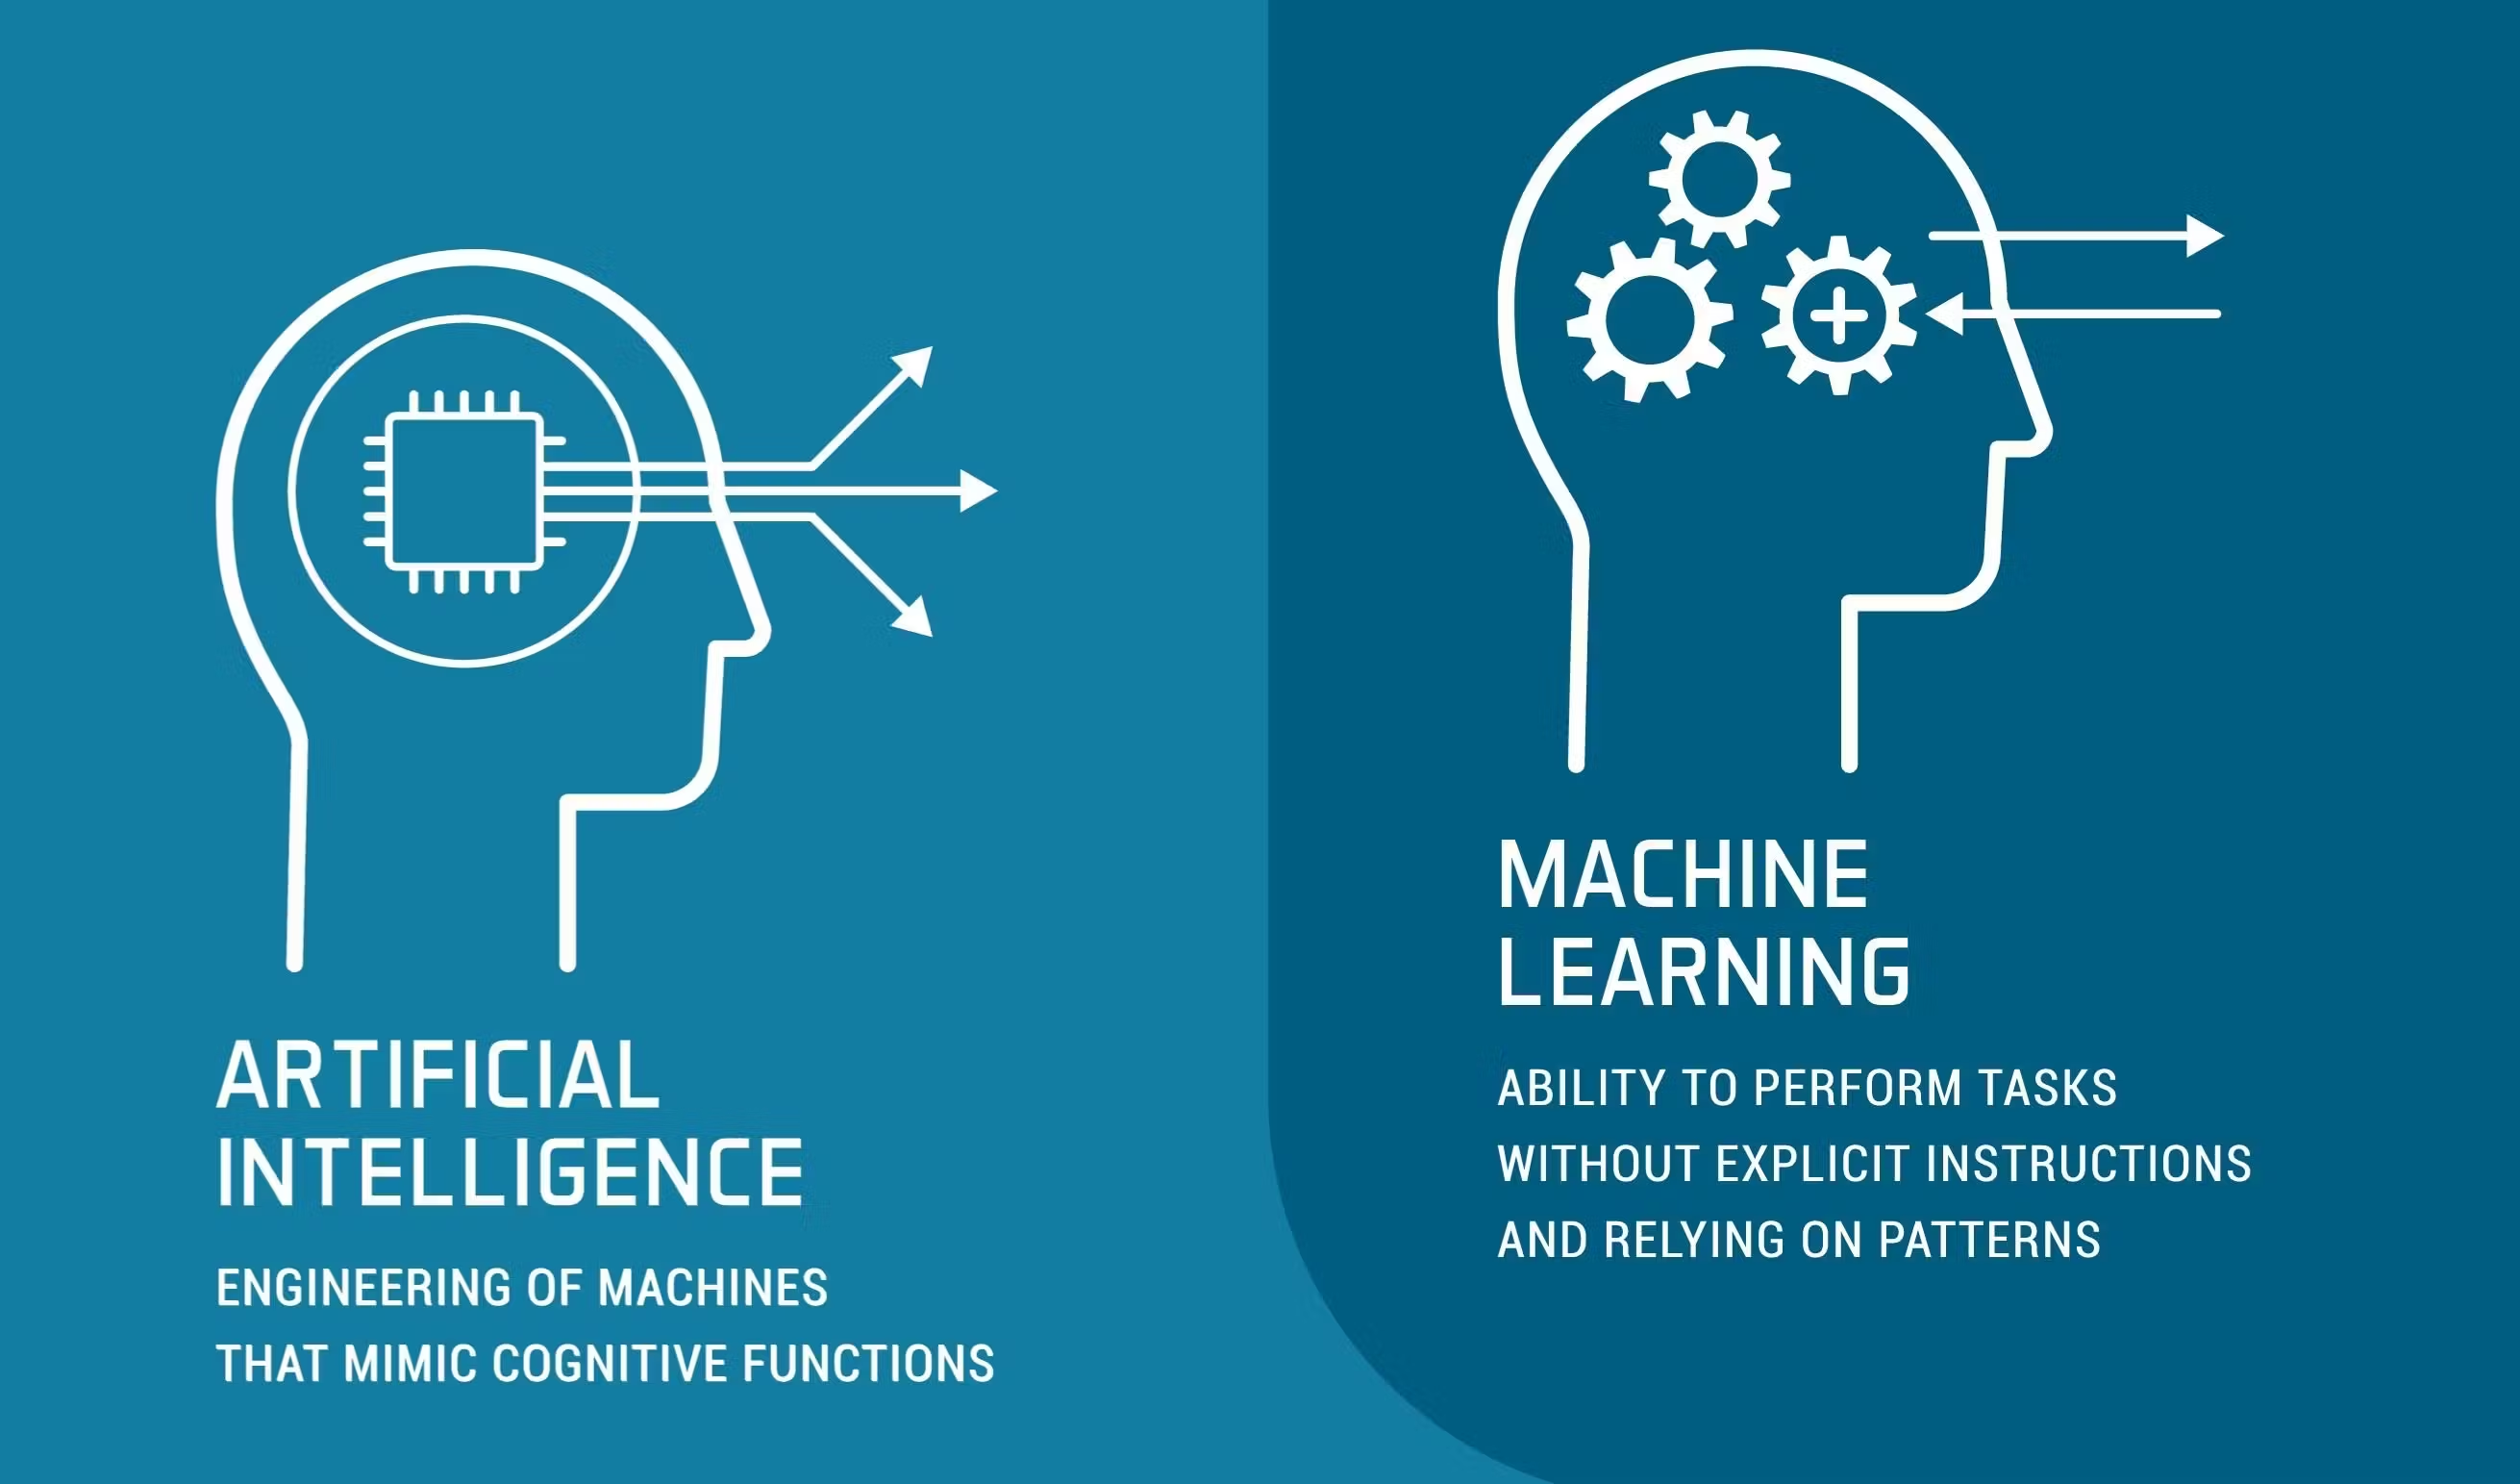 ARTIFICIAL
INTELLIGENCE
ENGINEERING OF MACHINES
THAT MIMIC COGNITIVE FUNCTIONS
MACHINE
LEARNING
ABILITY TO PERFORM TASKS
WITHOUT EXPLICIT INSTRUCTIONS
AND RELYING ON PATTERNS